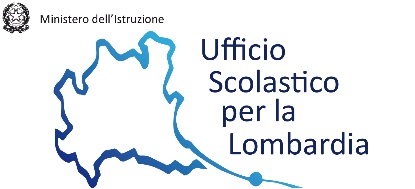 Ministero dell'Istruzione
Ufficio
Scolastico
per la
Lombardia